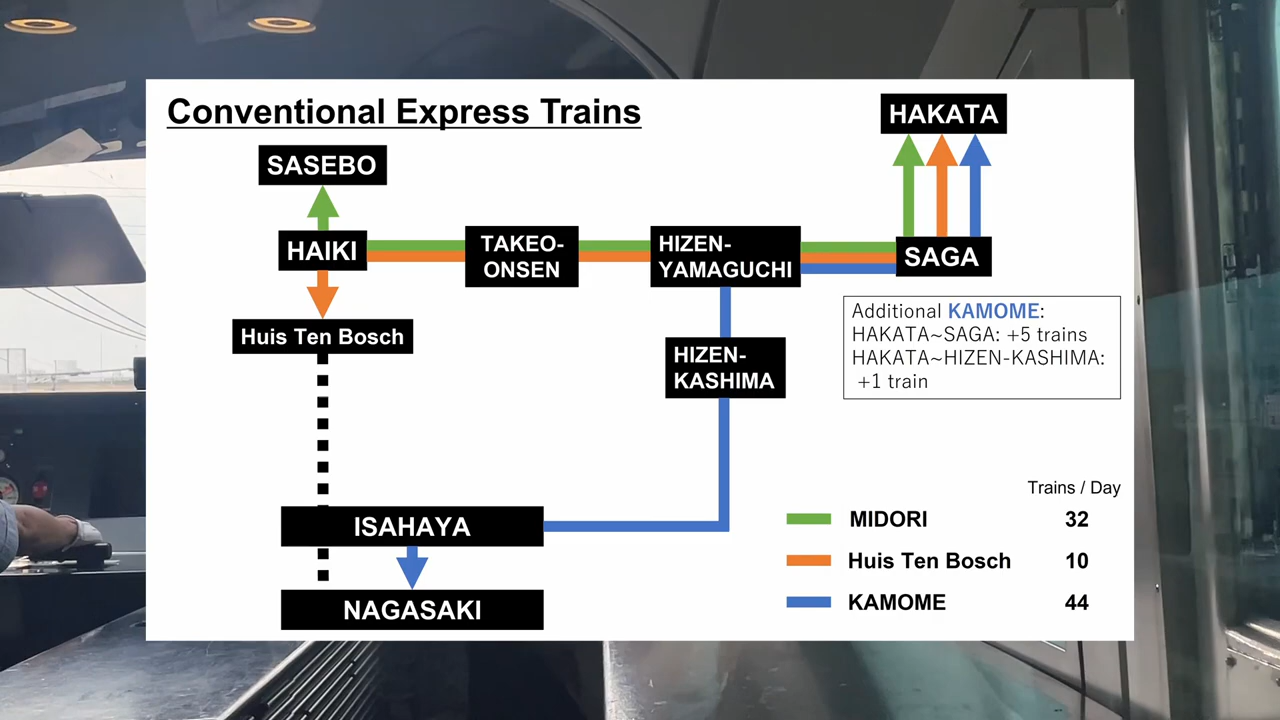 Conventional Express Trains
HAKATA
SASEBO
HAIKI
TAKEO-
ONSEN
HIZEN-
YAMAGUCHI
SAGA
Huis Ten Bosch
Additional KAMOME:
HAKATA~SAGA: +5 trains
HAKATA~HIZEN-KASHIMA:
+1 train
HIZEN-
KASHIMA
ISAHAYA
NAGASAKI
Trains / Day
MIDORI 32
Huis Ten Bosch 10
KAMOME 44